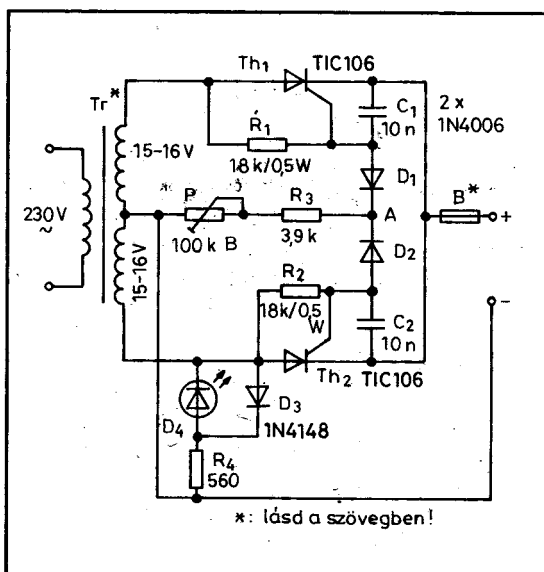 Th₁ TIC106
Tr*
C₁
10 n
2 x
1N4006
R₁
18k/0,5W
15-16V
D₁
B*
+
P
R₃
A
230V
~
100 k B
3,9 k
D₂
-
R₂
18k/0,5
W
15-16V
C₂
10 n
Th₂ TIC106
D₃
D₄
1N4148
R₄
560
*: lásd a szövegben!